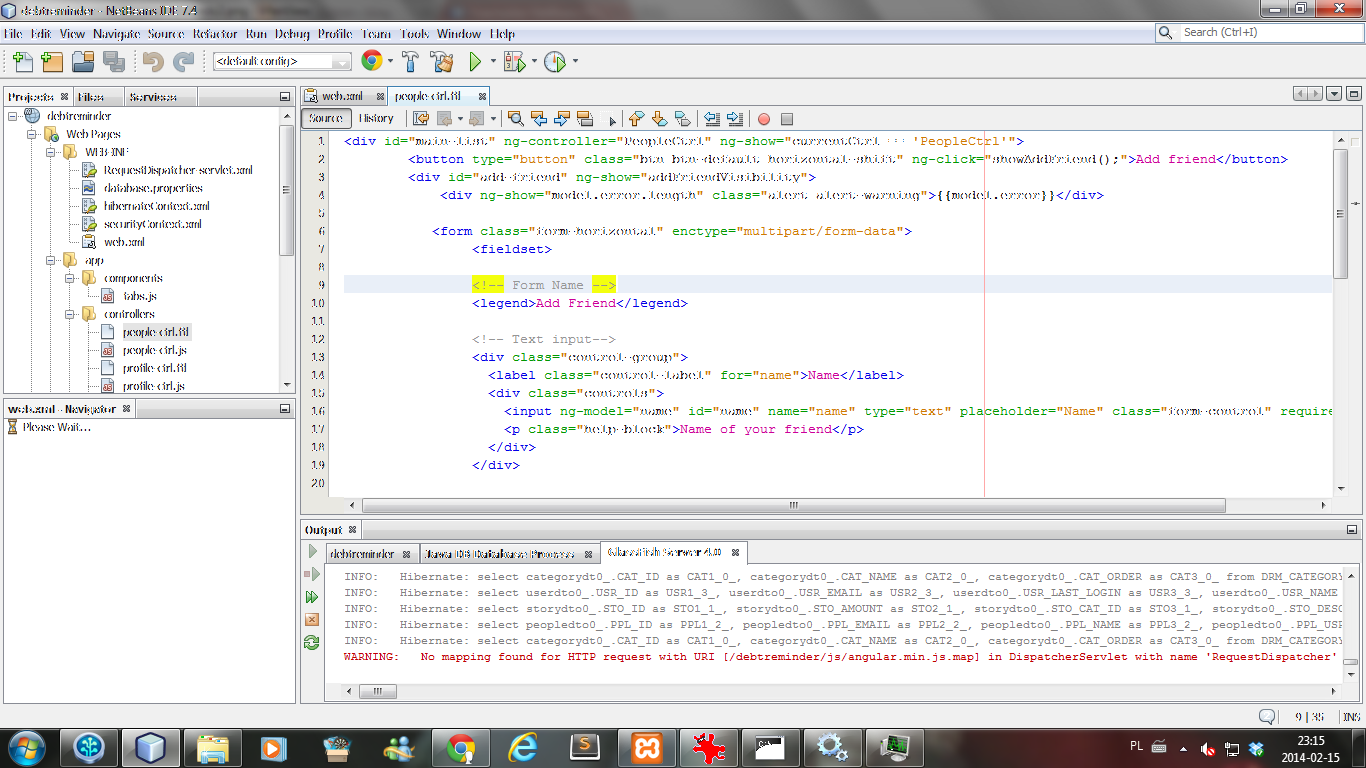 debtreminder - NetBeans IDE 7.4
File Edit View Navigate Source Refactor Run Debug Profile Team Tools Window Help
Search (Ctrl+I)
<default config>
Projects Files Services
debtreminder
Web Pages
WEB-INF
RequestDispatcher-servlet.xml
database.properties
hibernateContext.xml
securityContext.xml
web.xml
app
components
tabs.js
controllers
people-ctrl.ftl
people-ctrl.js
profile-ctrl.ftl
profile-ctrl.js
web.xml - Navigator
Please Wait...
web.xml people-ctrl.ftl
Source History
1 <div id="main-list" ng-controller="PeopleCtrl" ng-show="currentCtrl === 'PeopleCtrl'">
2 <button type="button" class="btn btn-default horizontal-shift" ng-click="showAddFriend();">Add friend</button>
3 <div id="add-friend" ng-show="addFriendVisibility">
4 <div ng-show="model.error.length" class="alert alert-warning">{{model.error}}</div>
5
6 <form class="form-horizontal" enctype="multipart/form-data">
7 <fieldset>
8
9 <!-- Form Name -->
10 <legend>Add Friend</legend>
11
12 <!-- Text input-->
13 <div class="control-group">
14 <label class="control-label" for="name">Name</label>
15 <div class="controls">
16 <input ng-model="name" id="name" name="name" type="text" placeholder="Name" class="form-control" require
17 <p class="help-block">Name of your friend</p>
18 </div>
19 </div>
20
Output
debtreminder Java DB Database Process GlassFish Server 4.0
INFO: Hibernate: select categorydt0_.CAT_ID as CAT1_0_, categorydt0_.CAT_NAME as CAT2_0_, categorydt0_.CAT_ORDER as CAT3_0_ from DRM_CATEGORY
INFO: Hibernate: select userdto0_.USR_ID as USR1_3_, userdto0_.USR_EMAIL as USR2_3_, userdto0_.USR_LAST_LOGIN as USR3_3_, userdto0_.USR_NAME
INFO: Hibernate: select storydto0_.STO_ID as STO1_1_, storydto0_.STO_AMOUNT as STO2_1_, storydto0_.STO_CAT_ID as STO3_1_, storydto0_.STO_DESC
INFO: Hibernate: select peopledto0_.PPL_ID as PPL1_2_, peopledto0_.PPL_EMAIL as PPL2_2_, peopledto0_.PPL_NAME as PPL3_2_, peopledto0_.PPL_USR
INFO: Hibernate: select categorydt0_.CAT_ID as CAT1_0_, categorydt0_.CAT_NAME as CAT2_0_, categorydt0_.CAT_ORDER as CAT3_0_ from DRM_CATEGORY
WARNING: No mapping found for HTTP request with URI [/debtreminder/js/angular.min.js.map] in DispatcherServlet with name 'RequestDispatcher'
9 | 35 INS
PL
23:15
2014-02-15